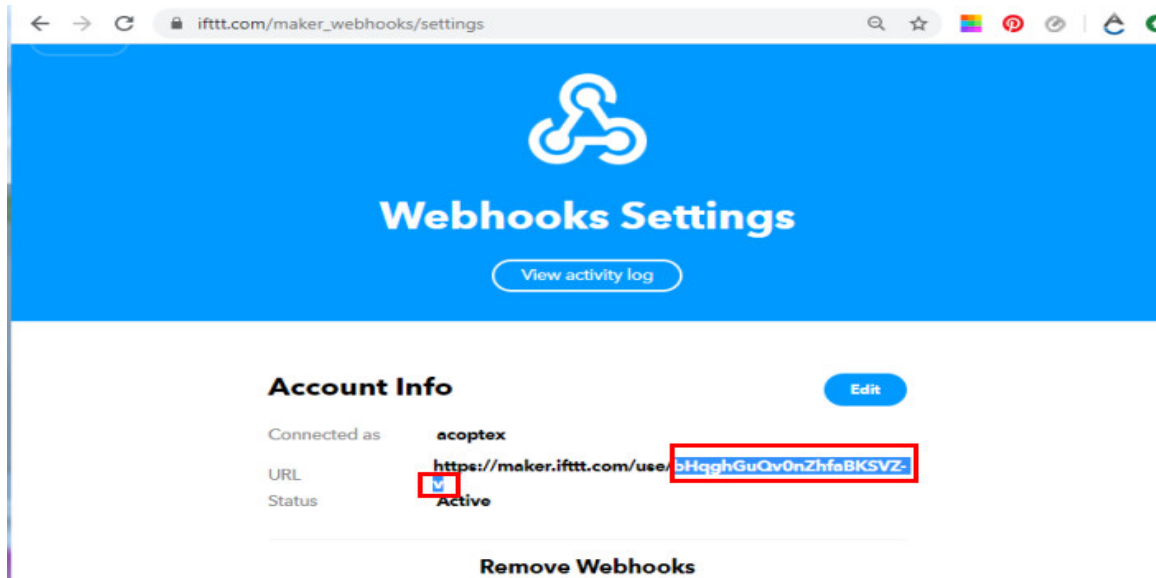 ifttt.com/maker_webhooks/settings
Webhooks Settings
View activity log
Account Info
Edit
Connected as acoptex
URL https://maker.ifttt.com/use/bHqghGuQv0nZhfaBKSVZ-
v
Status Active
Remove Webhooks